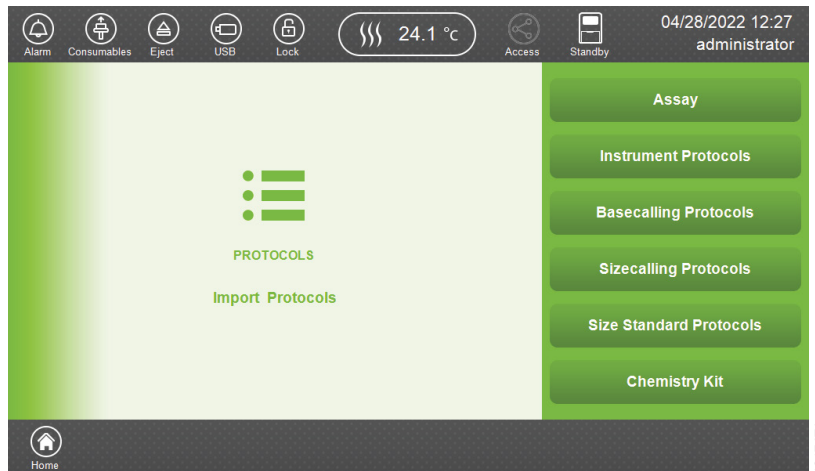 Alarm
Consumables
Eject
USB
Lock
24.1 °c
Access
Standby
04/28/2022 12:27
administrator
PROTOCOLS
Import Protocols
Assay
Instrument Protocols
Basecalling Protocols
Sizecalling Protocols
Size Standard Protocols
Chemistry Kit
Home